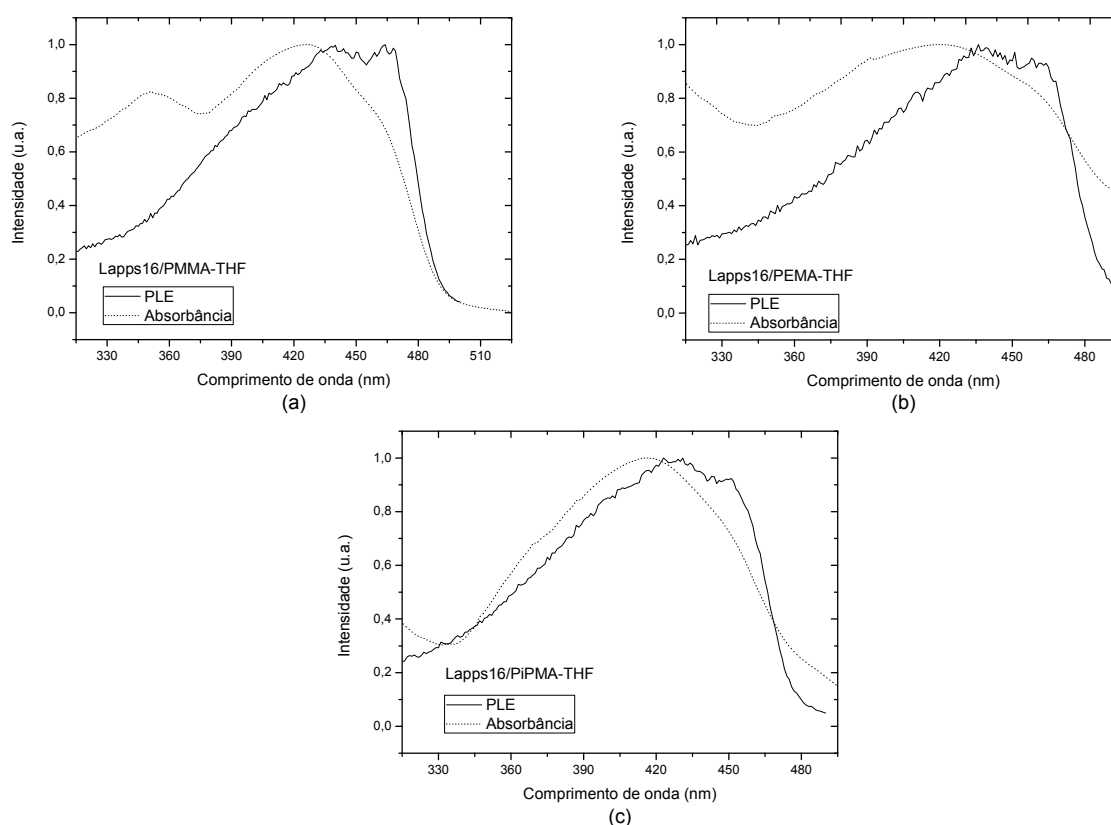 1,0
0,8
0,6
0,4
0,2
0,0
Intensidade (u.a.)
Lapps16/PMMA-THF
PLE
Absorbância
330 360 390 420 450 480 510
Comprimento de onda (nm)
(a)
1,0
0,8
0,6
0,4
0,2
0,0
Intensidade (u.a.)
Lapps16/PEMA-THF
PLE
Absorbância
330 360 390 420 450 480
Comprimento de onda (nm)
(b)
1,0
0,8
0,6
0,4
0,2
0,0
Intensidade (u.a.)
Lapps16/PiPMA-THF
PLE
Absorbância
330 360 390 420 450 480
Comprimento de onda (nm)
(c)